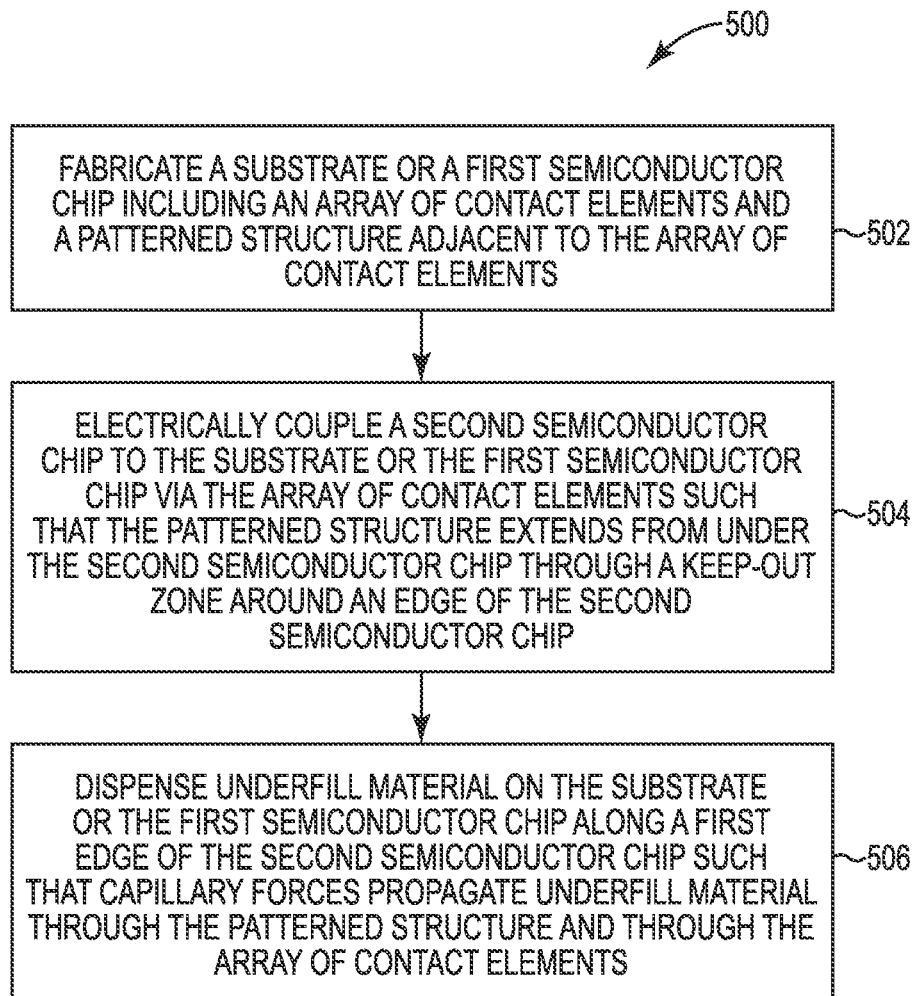 500
FABRICATE A SUBSTRATE OR A FIRST SEMICONDUCTOR
CHIP INCLUDING AN ARRAY OF CONTACT ELEMENTS AND
A PATTERNED STRUCTURE ADJACENT TO THE ARRAY OF
CONTACT ELEMENTS
502
ELECTRICALLY COUPLE A SECOND SEMICONDUCTOR
CHIP TO THE SUBSTRATE OR THE FIRST SEMICONDUCTOR
CHIP VIA THE ARRAY OF CONTACT ELEMENTS SUCH
THAT THE PATTERNED STRUCTURE EXTENDS FROM UNDER
THE SECOND SEMICONDUCTOR CHIP THROUGH A KEEP-OUT
ZONE AROUND AN EDGE OF THE SECOND
SEMICONDUCTOR CHIP
504
DISPENSE UNDERFILL MATERIAL ON THE SUBSTRATE
OR THE FIRST SEMICONDUCTOR CHIP ALONG A FIRST
EDGE OF THE SECOND SEMICONDUCTOR CHIP SUCH
THAT CAPILLARY FORCES PROPAGATE UNDERFILL MATERIAL
THROUGH THE PATTERNED STRUCTURE AND THROUGH THE
ARRAY OF CONTACT ELEMENTS
506